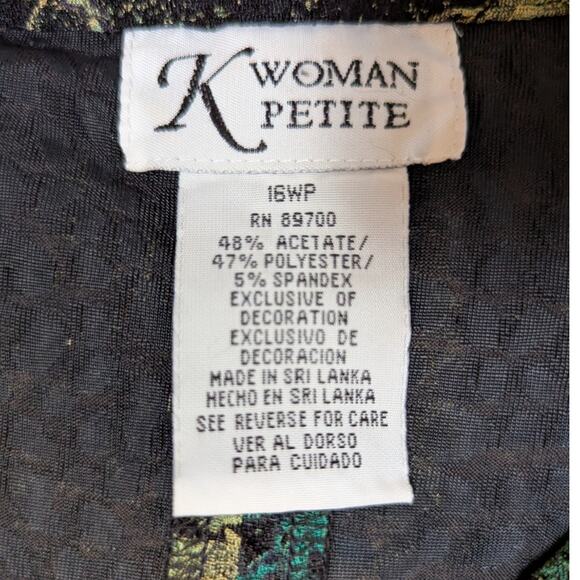 K WOMAN
PETITE
16WP
RN 89700
48% ACETATE/
47% POLYESTER/
5% SPANDEX
EXCLUSIVE OF
DECORATION
EXCLUSIVO DE
DECORACION
MADE IN SRI LANKA
HECHO EN SRI LANKA
SEE REVERSE FOR CARE
VER AL DORSO
PARA CUIDADO